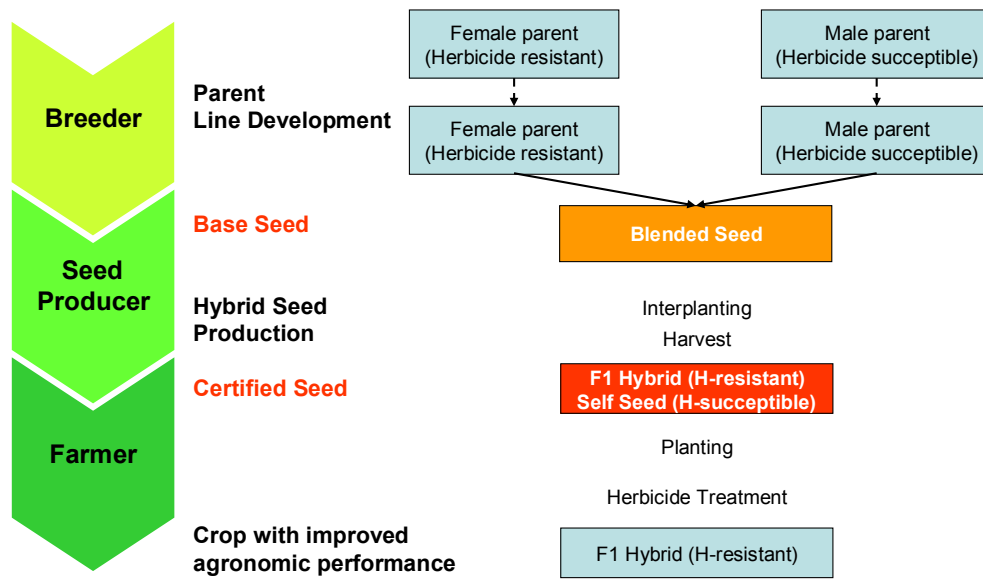 Female parent
(Herbicide resistant)
Male parent
(Herbicide succeptible)
Breeder
Parent
Line Development
Female parent
(Herbicide resistant)
Male parent
(Herbicide succeptible)
Base Seed
Blended Seed
Seed
Producer
Hybrid Seed
Production
Interplanting
Harvest
Certified Seed
F1 Hybrid (H-resistant)
Self Seed (H-succeptible)
Farmer
Planting
Herbicide Treatment
Crop with improved
agronomic performance
F1 Hybrid (H-resistant)